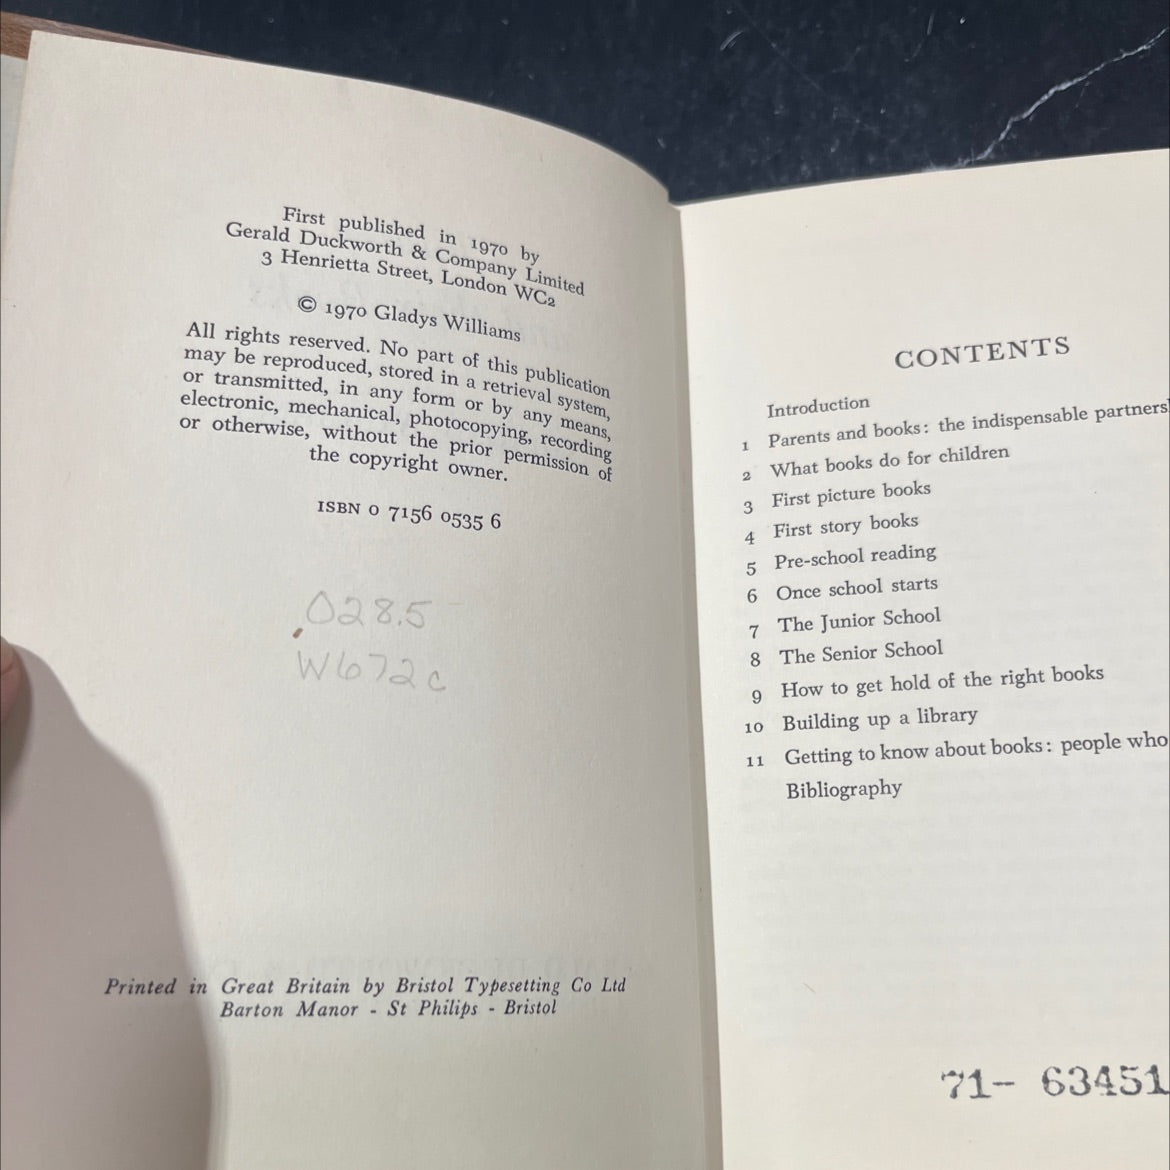 First published in 1970 by
Gerald Duckworth & Company Limited
3 Henrietta Street, London WC2
© 1970 Gladys Williams
All rights reserved. No part of this publication
may be reproduced, stored in a retrieval system,
or transmitted, in any form or by any means,
electronic, mechanical, photocopying, recording
or otherwise, without the prior permission of
the copyright owner.
ISBN 0 7156 0535 6
028.5
W672c
Printed in Great Britain by Bristol Typesetting Co Ltd
Barton Manor - St Philips - Bristol
CONTENTS
Introduction
1 Parents and books: the indispensable partners
2 What books do for children
3 First picture books
4 First story books
5 Pre-school reading
6 Once school starts
7 The Junior School
8 The Senior School
9 How to get hold of the right books
10 Building up a library
11 Getting to know about books: people who
Bibliography
71- 63451